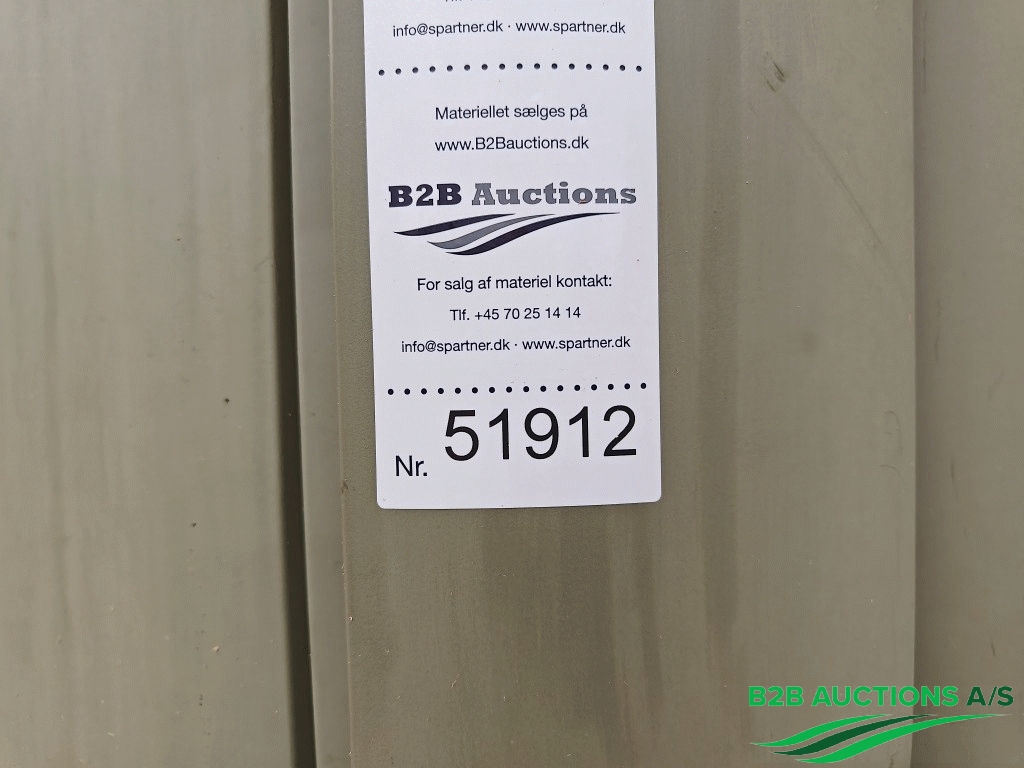 info@spartner.dk · www.spartner.dk
Materiellet sælges på
www.B2Bauctions.dk
B2B Auctions
For salg af materiel kontakt:
Tlf. +45 70 25 14 14
info@spartner.dk · www.spartner.dk
Nr. 51912
B2B AUCTIONS A/S